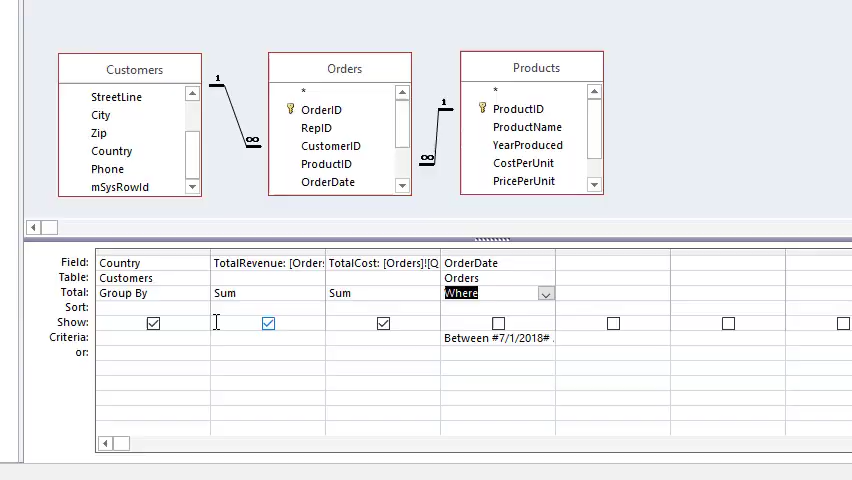 Customers
StreetLine
City
Zip
Country
Phone
mSysRowId
1
∞
Orders
*
OrderID
RepID
CustomerID
ProductID
OrderDate
1
∞
Products
*
ProductID
ProductName
YearProduced
CostPerUnit
PricePerUnit
Field: Country TotalRevenue: [Orders TotalCost: [Orders]![Q OrderDate
Table: Customers Orders
Total: Group By Sum Sum Where
Sort:
Show:
Criteria: Between #7/1/2018# .
or: